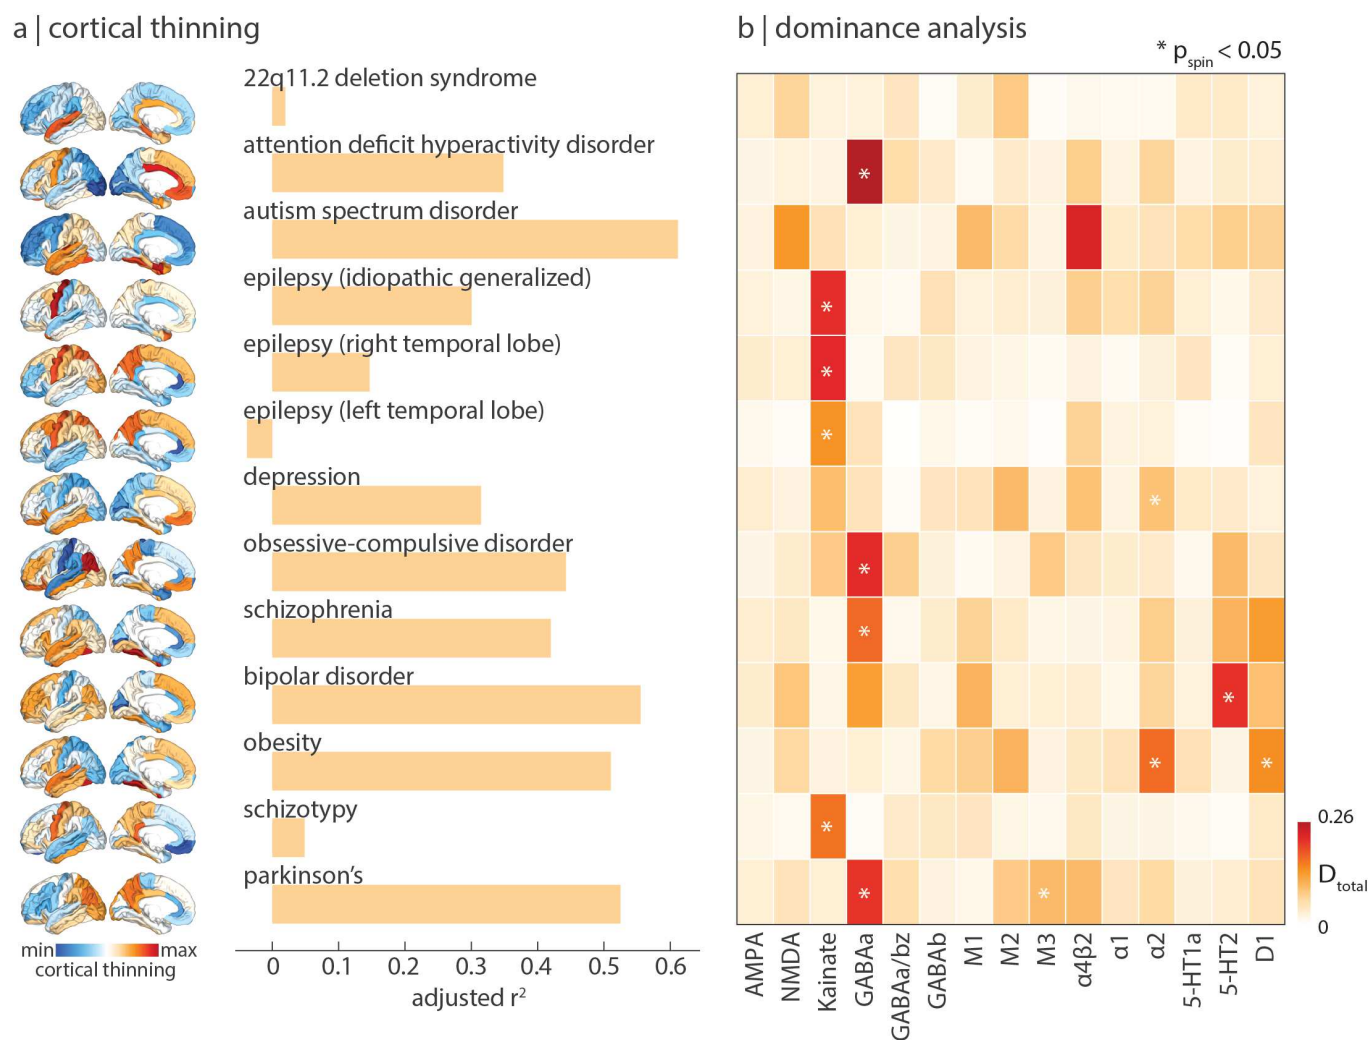 a | cortical thinning
b | dominance analysis
* pspin < 0.05
22q11.2 deletion syndrome
attention deficit hyperactivity disorder
*
autism spectrum disorder
epilepsy (idiopathic generalized)
*
epilepsy (right temporal lobe)
*
epilepsy (left temporal lobe)
*
depression
*
obsessive-compulsive disorder
*
schizophrenia
*
bipolar disorder
*
obesity
* *
schizotypy
*
parkinson's
* *
min max
cortical thinning
0 0.1 0.2 0.3 0.4 0.5 0.6
adjusted r²
0.26
Dtotal
0
AMPA
NMDA
Kainate
GABAa
GABAa/bz
GABAb
M1
M2
M3
α4β2
α1
α2
5-HT1a
5-HT2
D1